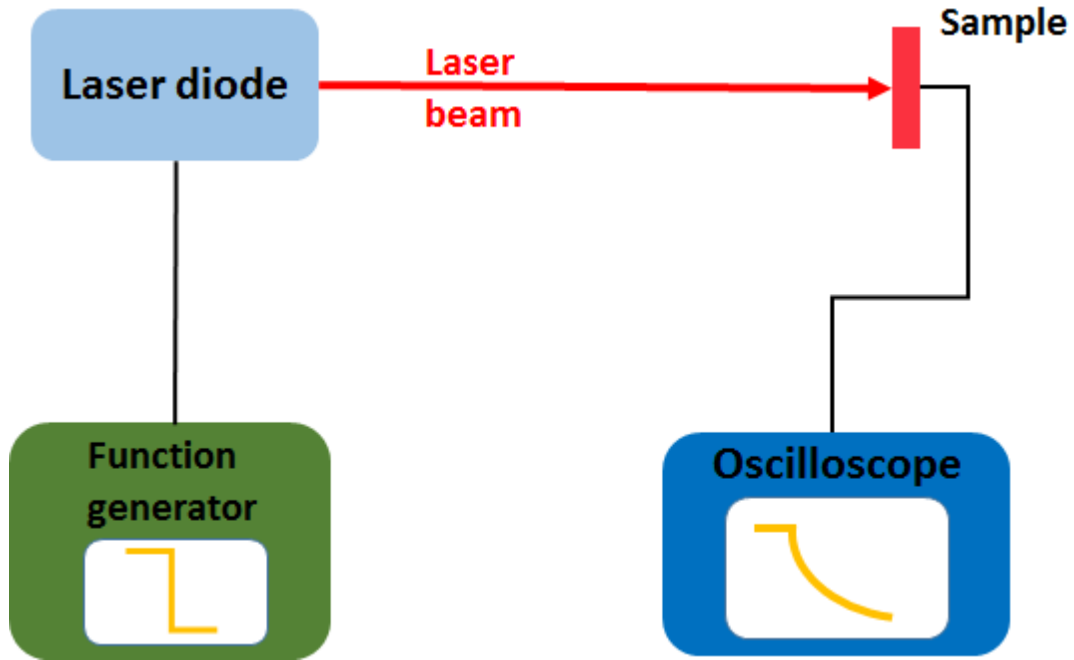 Sample
Laser diode
Laser
beam
Function
generator
Oscilloscope